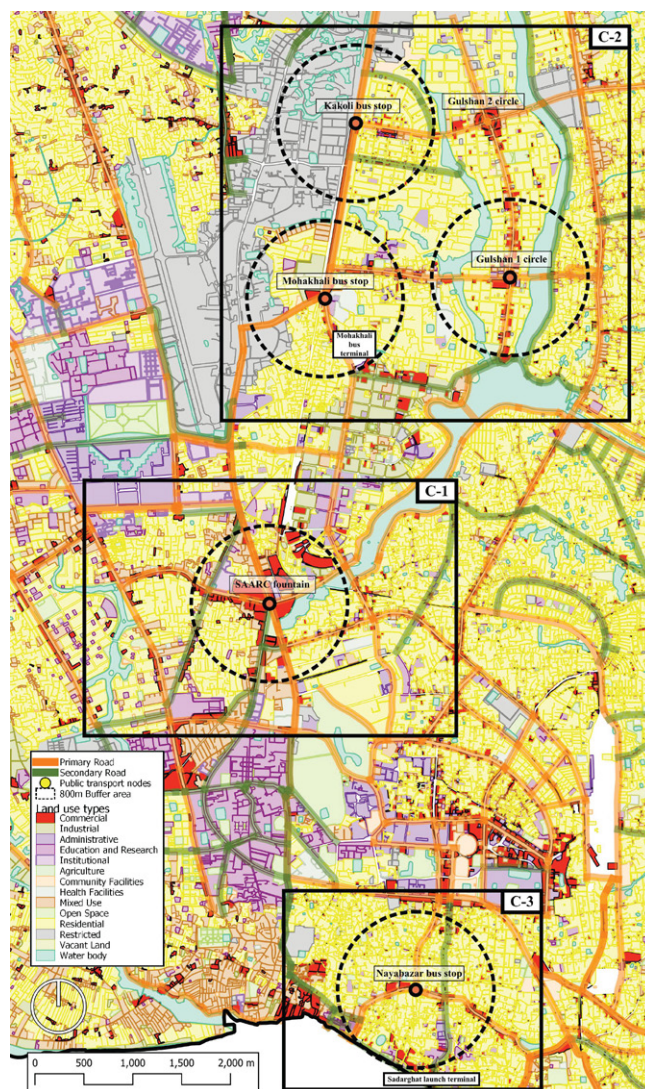 C-2
Kakoli bus stop
Gulshan 2 circle
Gulshan 1 circle
Mohakhali bus stop
Mohakhali
bus
terminal
C-1
SAARC fountain
Primary Road
Secondary Road
Public transport nodes
800m Buffer area
Land use types
Commercial
Industrial
Administrative
Education and Research
Institutional
Agriculture
Community Facilities
Health Facilities
Mixed Use
Open Space
Residential
Restricted
Vacant Land
Water body
C-3
Nayabazar bus stop
Sadarghat launch terminal
0 500 1,000 1,500 2,000 m